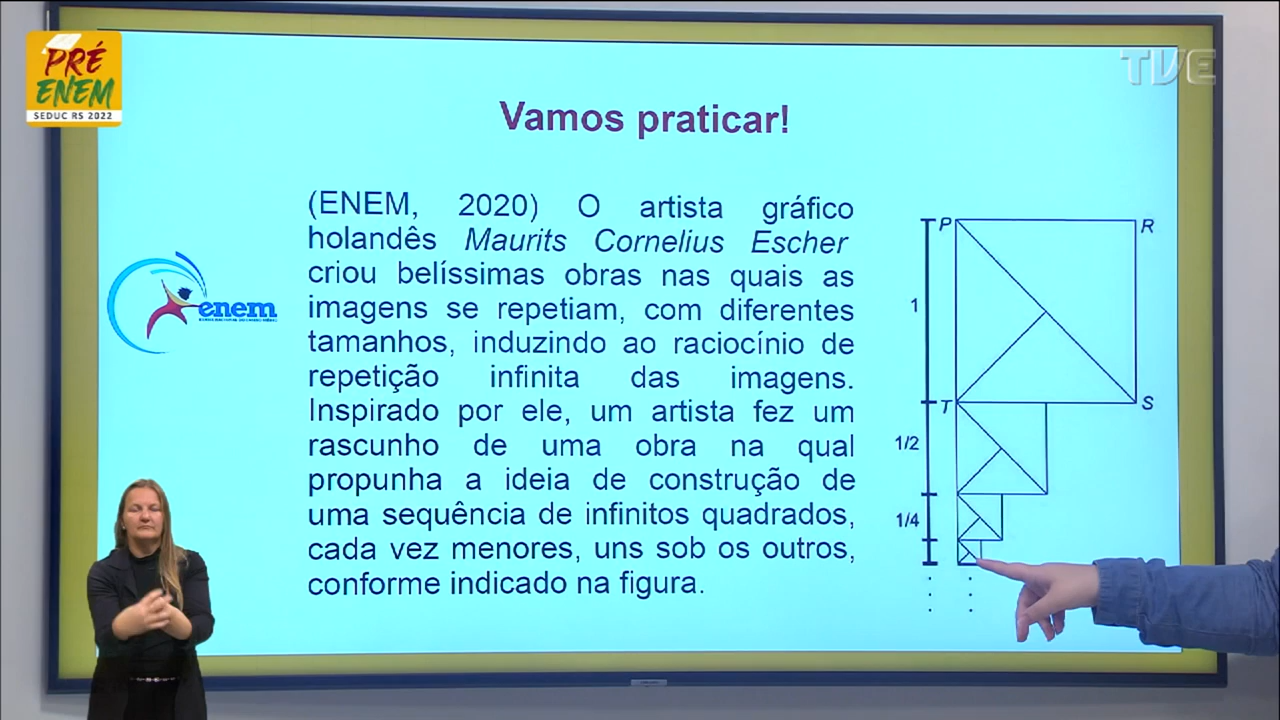 PRÉ
ENEM
SEDUC RS 2022
TVE
Vamos praticar!
(ENEM, 2020) O artista gráfico
holandês Maurits Cornelius Escher
criou belíssimas obras nas quais as
imagens se repetiam, com diferentes
tamanhos, induzindo ao raciocínio de
repetição infinita das imagens.
Inspirado por ele, um artista fez um
rascunho de uma obra na qual
propunha a ideia de construção de
uma sequência de infinitos quadrados,
cada vez menores, uns sob os outros,
conforme indicado na figura.
enem
P
R
1
T
S
1/2
1/4